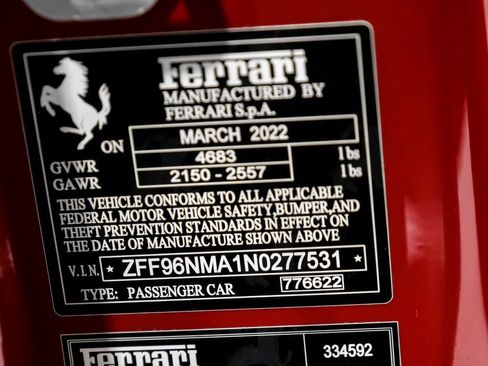 Ferrari
MANUFACTURED BY
FERRARI S.p.A.
ON MARCH 2022
GVWR 4683 lbs
GAWR 2150 - 2557 lbs
THIS VEHICLE CONFORMS TO ALL APPLICABLE
FEDERAL MOTOR VEHICLE SAFETY,BUMPER,AND
THEFT PREVENTION STANDARDS IN EFFECT ON
THE DATE OF MANUFACTURE SHOWN ABOVE
V.I.N. * ZFF96NMA1N0277531 *
TYPE: PASSENGER CAR 776622
Ferrari 334592